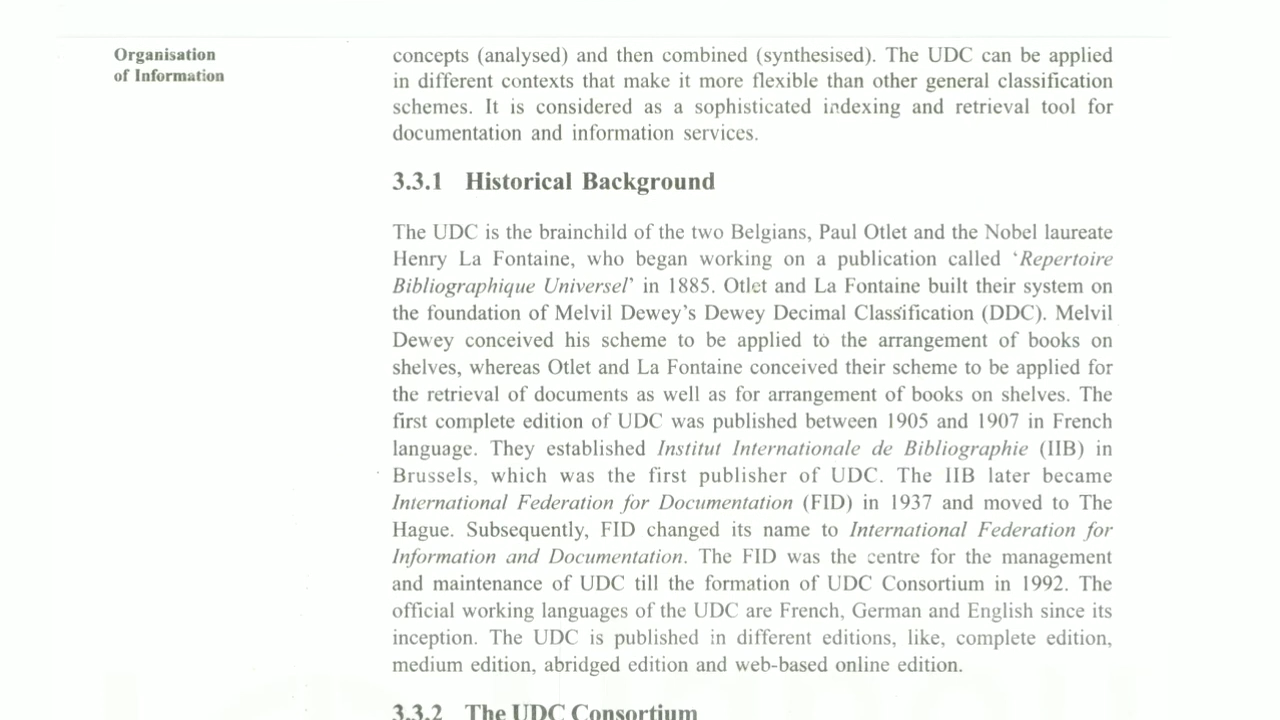 Organisation
of Information
concepts (analysed) and then combined (synthesised). The UDC can be applied
in different contexts that make it more flexible than other general classification
schemes. It is considered as a sophisticated indexing and retrieval tool for
documentation and information services.
3.3.1 Historical Background
The UDC is the brainchild of the two Belgians, Paul Otlet and the Nobel laureate
Henry La Fontaine, who began working on a publication called ‘Repertoire
Bibliographique Universel’ in 1885. Otlet and La Fontaine built their system on
the foundation of Melvil Dewey’s Dewey Decimal Classification (DDC). Melvil
Dewey conceived his scheme to be applied to the arrangement of books on
shelves, whereas Otlet and La Fontaine conceived their scheme to be applied for
the retrieval of documents as well as for arrangement of books on shelves. The
first complete edition of UDC was published between 1905 and 1907 in French
language. They established Institut Internationale de Bibliographie (IIB) in
Brussels, which was the first publisher of UDC. The IIB later became
International Federation for Documentation (FID) in 1937 and moved to The
Hague. Subsequently, FID changed its name to International Federation for
Information and Documentation. The FID was the centre for the management
and maintenance of UDC till the formation of UDC Consortium in 1992. The
official working languages of the UDC are French, German and English since its
inception. The UDC is published in different editions, like, complete edition,
medium edition, abridged edition and web-based online edition.
3.3.2 The UDC Consortium